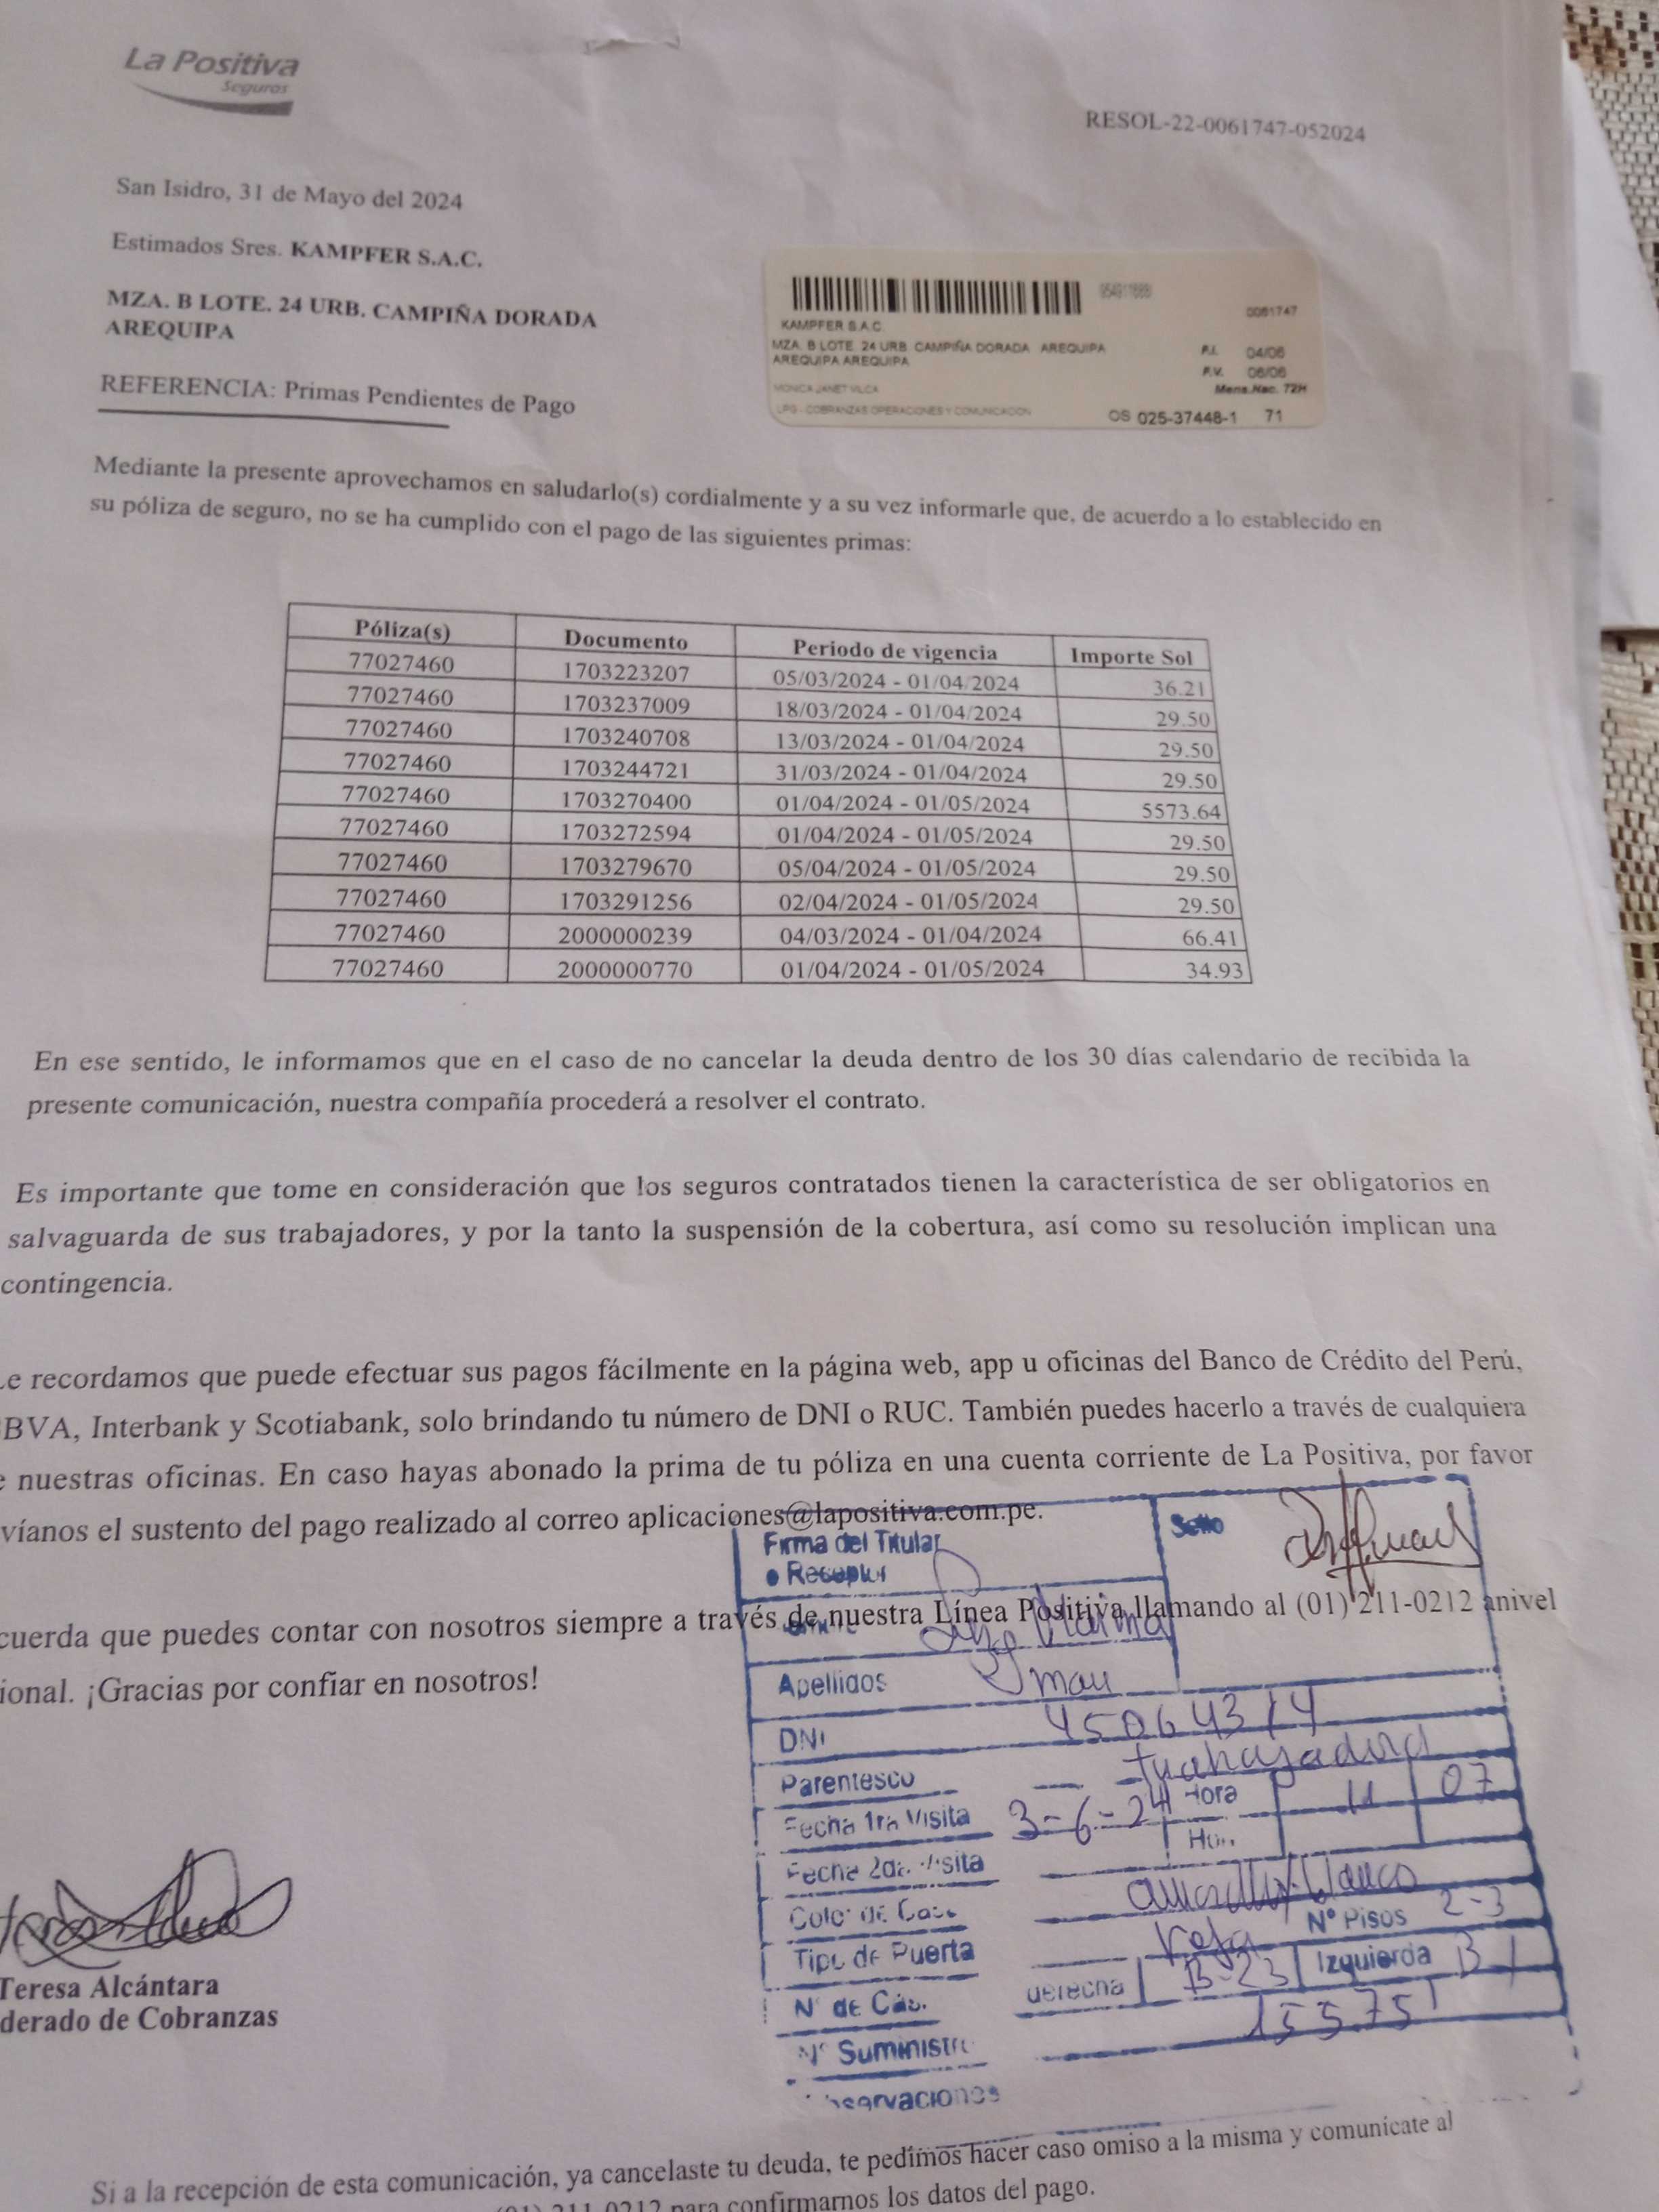 La Positiva
Seguros
RESOL-22-0061747-052024
San Isidro, 31 de Mayo del 2024
Estimados Sres. KAMPFER S.A.C.
MZA. B LOTE. 24 URB. CAMPIÑA DORADA
AREQUIPA
REFERENCIA: Primas Pendientes de Pago
0061747
KAMPFER S.A.C.
MZA. B LOTE. 24 URB. CAMPIÑA DORADA AREQUIPA
AREQUIPA AREQUIPA
P.I. 04/06
P.V. 06/06
MONICA JANET VILCA
Mens.Nac. 72H
LPG - COBRANZAS OPERACIONES Y COMUNICACION
OS 025-37448-1 71
Mediante la presente aprovechamos en saludarlo(s) cordialmente y a su vez informarle que, de acuerdo a lo establecido en
su póliza de seguro, no se ha cumplido con el pago de las siguientes primas:
Póliza(s) Documento Periodo de vigencia Importe Sol
77027460 1703223207 05/03/2024 - 01/04/2024 36.21
77027460 1703237009 18/03/2024 - 01/04/2024 29.50
77027460 1703240708 13/03/2024 - 01/04/2024 29.50
77027460 1703244721 31/03/2024 - 01/04/2024 29.50
77027460 1703270400 01/04/2024 - 01/05/2024 5573.64
77027460 1703272594 01/04/2024 - 01/05/2024 29.50
77027460 1703279670 05/04/2024 - 01/05/2024 29.50
77027460 1703291256 02/04/2024 - 01/05/2024 29.50
77027460 2000000239 04/03/2024 - 01/04/2024 66.41
77027460 2000000770 01/04/2024 - 01/05/2024 34.93
En ese sentido, le informamos que en el caso de no cancelar la deuda dentro de los 30 días calendario de recibida la
presente comunicación, nuestra compañía procederá a resolver el contrato.
Es importante que tome en consideración que los seguros contratados tienen la característica de ser obligatorios en
salvaguarda de sus trabajadores, y por la tanto la suspensión de la cobertura, así como su resolución implican una
contingencia.
Le recordamos que puede efectuar sus pagos fácilmente en la página web, app u oficinas del Banco de Crédito del Perú,
BVA, Interbank y Scotiabank, solo brindando tu número de DNI o RUC. También puedes hacerlo a través de cualquiera
e nuestras oficinas. En caso hayas abonado la prima de tu póliza en una cuenta corriente de La Positiva, por favor
víanos el sustento del pago realizado al correo aplicaciones@lapositiva.com.pe.
Firma del Titular
Sello
Receptor
cuerda que puedes contar con nosotros siempre a través de nuestra Línea Positiva llamando al (01) 211-0212 anivel
ional. ¡Gracias por confiar en nosotros!
Apellidos Mau
DNI 45064314
Parentesco trabajadora
Fecha 1ra Visita 3-6-24 Hora 11 07
Fecha 2da. Visita
Color de Casa amarillo/blanco
Tipo de Puerta reja Nº Pisos 2-3
Nº de Cas. derecha B-23 Izquierda B1
Nº Suministro 155751
Observaciones
Teresa Alcántara
derado de Cobranzas
Si a la recepción de esta comunicación, ya cancelaste tu deuda, te pedimos hacer caso omiso a la misma y comunícate al
(01) 211-0212 para confirmarnos los datos del pago.